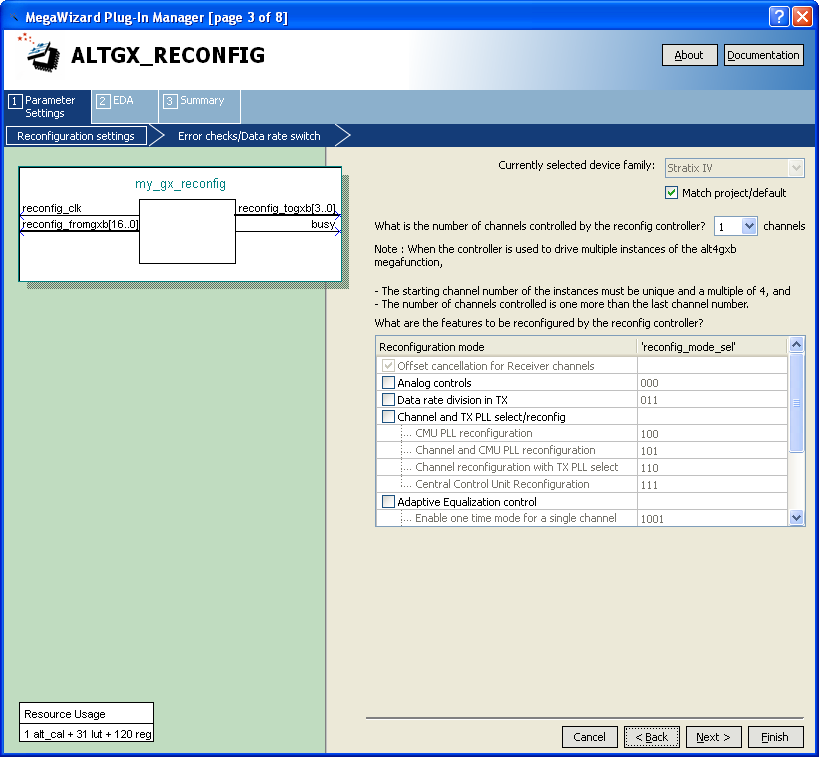 MegaWizard Plug-In Manager [page 3 of 8]
ALTGX_RECONFIG
About
Documentation
1 Parameter Settings
2 EDA
3 Summary
Reconfiguration settings
Error checks/Data rate switch
my_gx_reconfig
reconfig_clk
reconfig_fromgxb[16..0]
reconfig_togxb[3..0]
busy
Resource Usage
1 alt_cal + 31 lut + 120 reg
Currently selected device family:
Stratix IV
Match project/default
What is the number of channels controlled by the reconfig controller? 1 channels
Note : When the controller is used to drive multiple instances of the alt4gxb
megafunction,
- The starting channel number of the instances must be unique and a multiple of 4, and
- The number of channels controlled is one more than the last channel number.
What are the features to be reconfigured by the reconfig controller?
Reconfiguration mode 'reconfig_mode_sel'
Offset cancellation for Receiver channels
Analog controls 000
Data rate division in TX 011
Channel and TX PLL select/reconfig
CMU PLL reconfiguration 100
Channel and CMU PLL reconfiguration 101
Channel reconfiguration with TX PLL select 110
Central Control Unit Reconfiguration 111
Adaptive Equalization control
Enable one time mode for a single channel 1001
Cancel
< Back
Next >
Finish